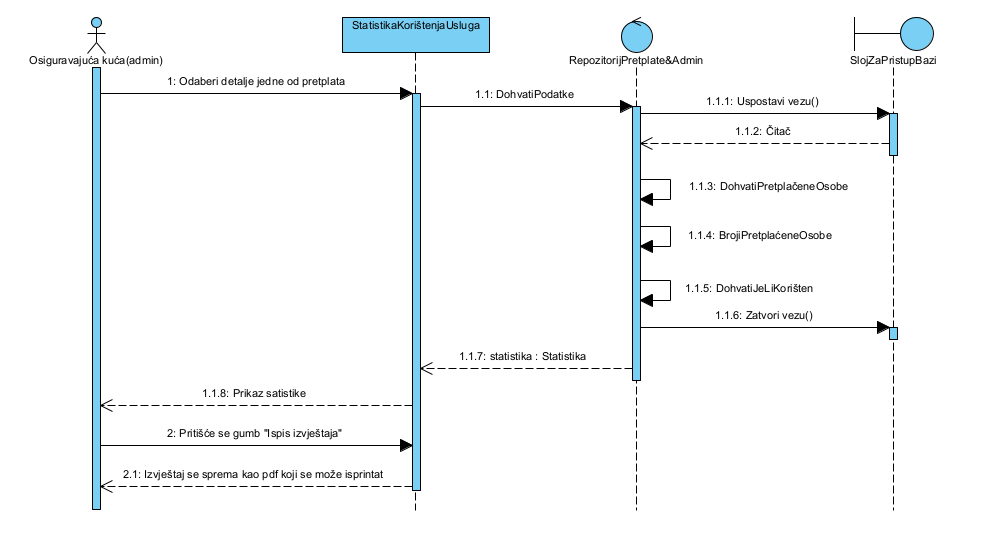 StatistikaKorištenjaUsluga
Osiguravajuća kuća(admin)
RepozitorijPretplate&Admin
SlojZaPristupBazi
1: Odaberi detalje jedne od pretplata
1.1: DohvatiPodatke
1.1.1: Uspostavi vezu()
1.1.2: Čitač
1.1.3: DohvatiPretplačeneOsobe
1.1.4: BrojiPretplaćeneOsobe
1.1.5: DohvatiJeLiKorišten
1.1.6: Zatvori vezu()
1.1.7: statistika : Statistika
1.1.8: Prikaz satistike
2: Pritišće se gumb "Ispis izvještaja"
2.1: Izvještaj se sprema kao pdf koji se može isprintat